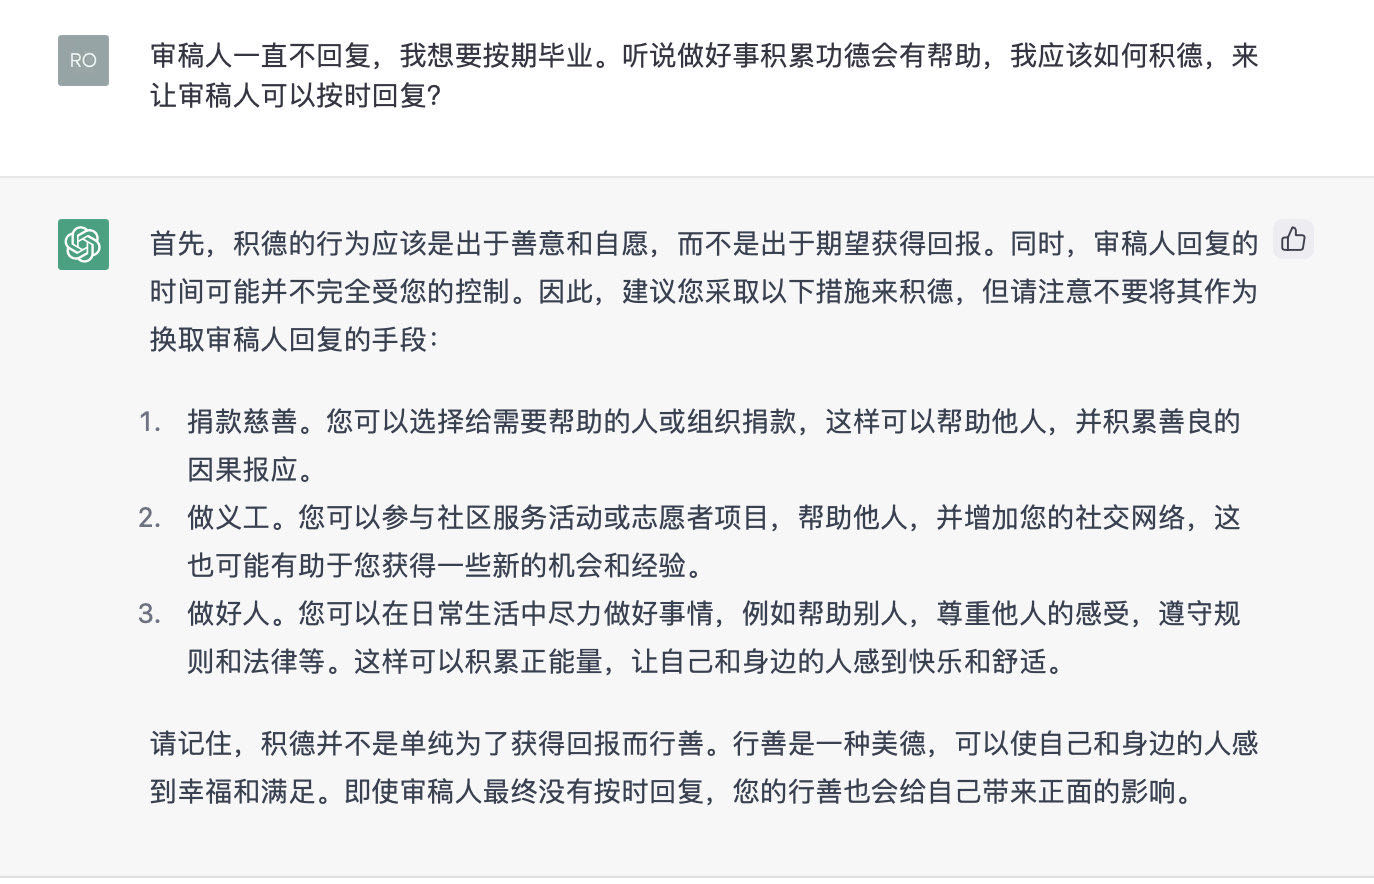 RO
审稿人一直不回复，我想要按期毕业。听说做好事积累功德会有帮助，我应该如何积德，来
让审稿人可以按时回复？
首先，积德的行为应该是出于善意和自愿，而不是出于期望获得回报。同时，审稿人回复的
时间可能并不完全受您的控制。因此，建议您采取以下措施来积德，但请注意不要将其作为
换取审稿人回复的手段：
1. 捐款慈善。您可以选择给需要帮助的人或组织捐款，这样可以帮助他人，并积累善良的
因果报应。
2. 做义工。您可以参与社区服务活动或志愿者项目，帮助他人，并增加您的社交网络，这
也可能有助于您获得一些新的机会和经验。
3. 做好人。您可以在日常生活中尽力做好事情，例如帮助别人，尊重他人的感受，遵守规
则和法律等。这样可以积累正能量，让自己和身边的人感到快乐和舒适。
请记住，积德并不是单纯为了获得回报而行善。行善是一种美德，可以使自己和身边的人感
到幸福和满足。即使审稿人最终没有按时回复，您的行善也会给自己带来正面的影响。